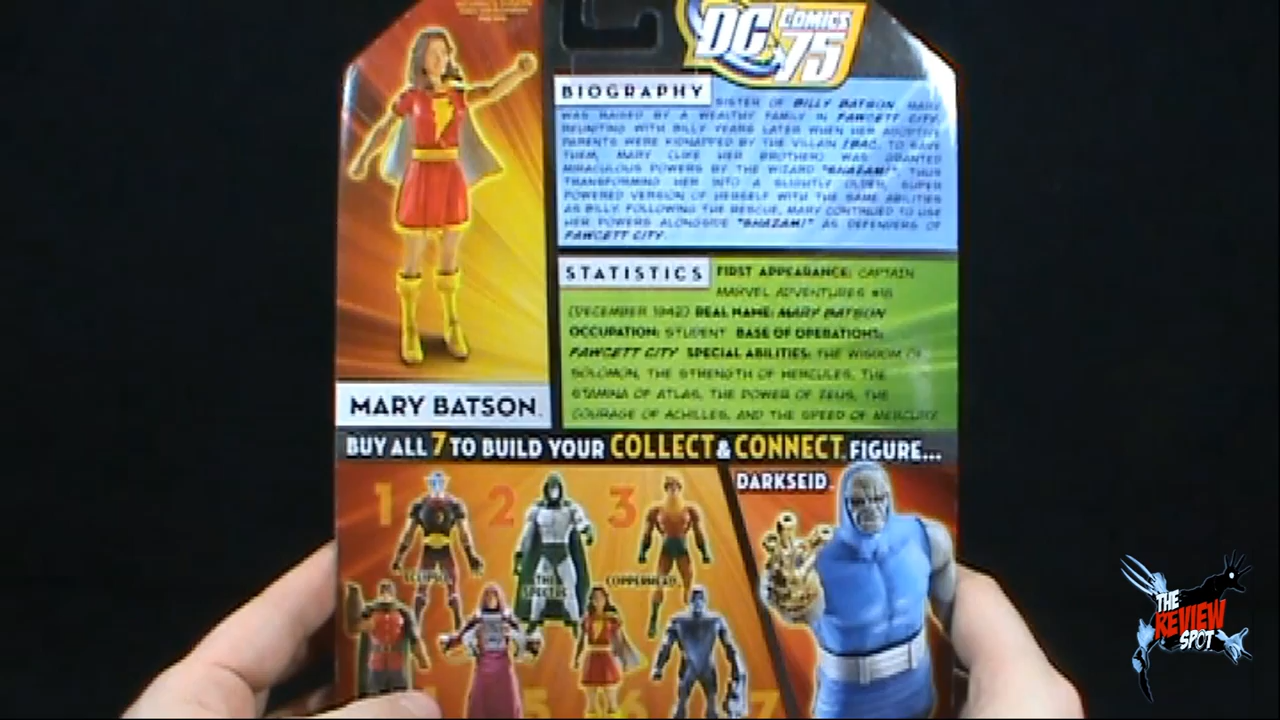 DC COMICS 75
BIOGRAPHY
SISTER OF BILLY BATSON, MARY
WAS RAISED BY A WEALTHY FAMILY IN FAWCETT CITY,
REUNITING WITH BILLY YEARS LATER WHEN HER ADOPTIVE
PARENTS WERE KIDNAPPED BY THE VILLAIN IBAC. TO SAVE
THEM, MARY (LIKE HER BROTHER) WAS GRANTED
MIRACULOUS POWERS BY THE WIZARD "SHAZAM!", THUS
TRANSFORMING HER INTO A SLIGHTLY OLDER, SUPER
POWERED VERSION OF HERSELF WITH THE SAME ABILITIES
AS BILLY. FOLLOWING THE RESCUE, MARY CONTINUED TO USE
HER POWERS ALONGSIDE "SHAZAM!" AS DEFENDERS OF
FAWCETT CITY.
STATISTICS
FIRST APPEARANCE: CAPTAIN
MARVEL ADVENTURES #18
(DECEMBER 1942) REAL NAME: MARY BATSON
OCCUPATION: STUDENT BASE OF OPERATIONS:
FAWCETT CITY SPECIAL ABILITIES: THE WISDOM OF
SOLOMON, THE STRENGTH OF HERCULES, THE
STAMINA OF ATLAS, THE POWER OF ZEUS, THE
COURAGE OF ACHILLES, AND THE SPEED OF MERCURY
MARY BATSON
BUY ALL 7 TO BUILD YOUR COLLECT & CONNECT FIGURE...
DARKSEID
1 2 3
ECLIPSO
THE SPECTRE
COPPERHEAD
5 6 7
THE
REVIEW
SPOT